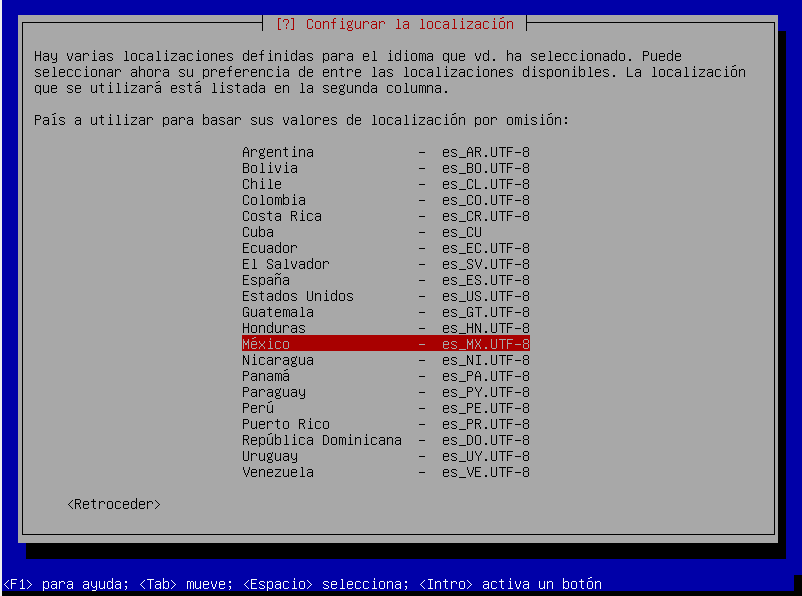 [?] Configurar la localización
Hay varias localizaciones definidas para el idioma que vd. ha seleccionado. Puede
seleccionar ahora su preferencia de entre las localizaciones disponibles. La localización
que se utilizará está listada en la segunda columna.
País a utilizar para basar sus valores de localización por omisión:
Argentina - es_AR.UTF-8
Bolivia - es_BO.UTF-8
Chile - es_CL.UTF-8
Colombia - es_CO.UTF-8
Costa Rica - es_CR.UTF-8
Cuba - es_CU
Ecuador - es_EC.UTF-8
El Salvador - es_SV.UTF-8
España - es_ES.UTF-8
Estados Unidos - es_US.UTF-8
Guatemala - es_GT.UTF-8
Honduras - es_HN.UTF-8
México - es_MX.UTF-8
Nicaragua - es_NI.UTF-8
Panamá - es_PA.UTF-8
Paraguay - es_PY.UTF-8
Perú - es_PE.UTF-8
Puerto Rico - es_PR.UTF-8
República Dominicana - es_DO.UTF-8
Uruguay - es_UY.UTF-8
Venezuela - es_VE.UTF-8
<Retroceder>
<F1> para ayuda; <Tab> mueve; <Espacio> selecciona; <Intro> activa un botón